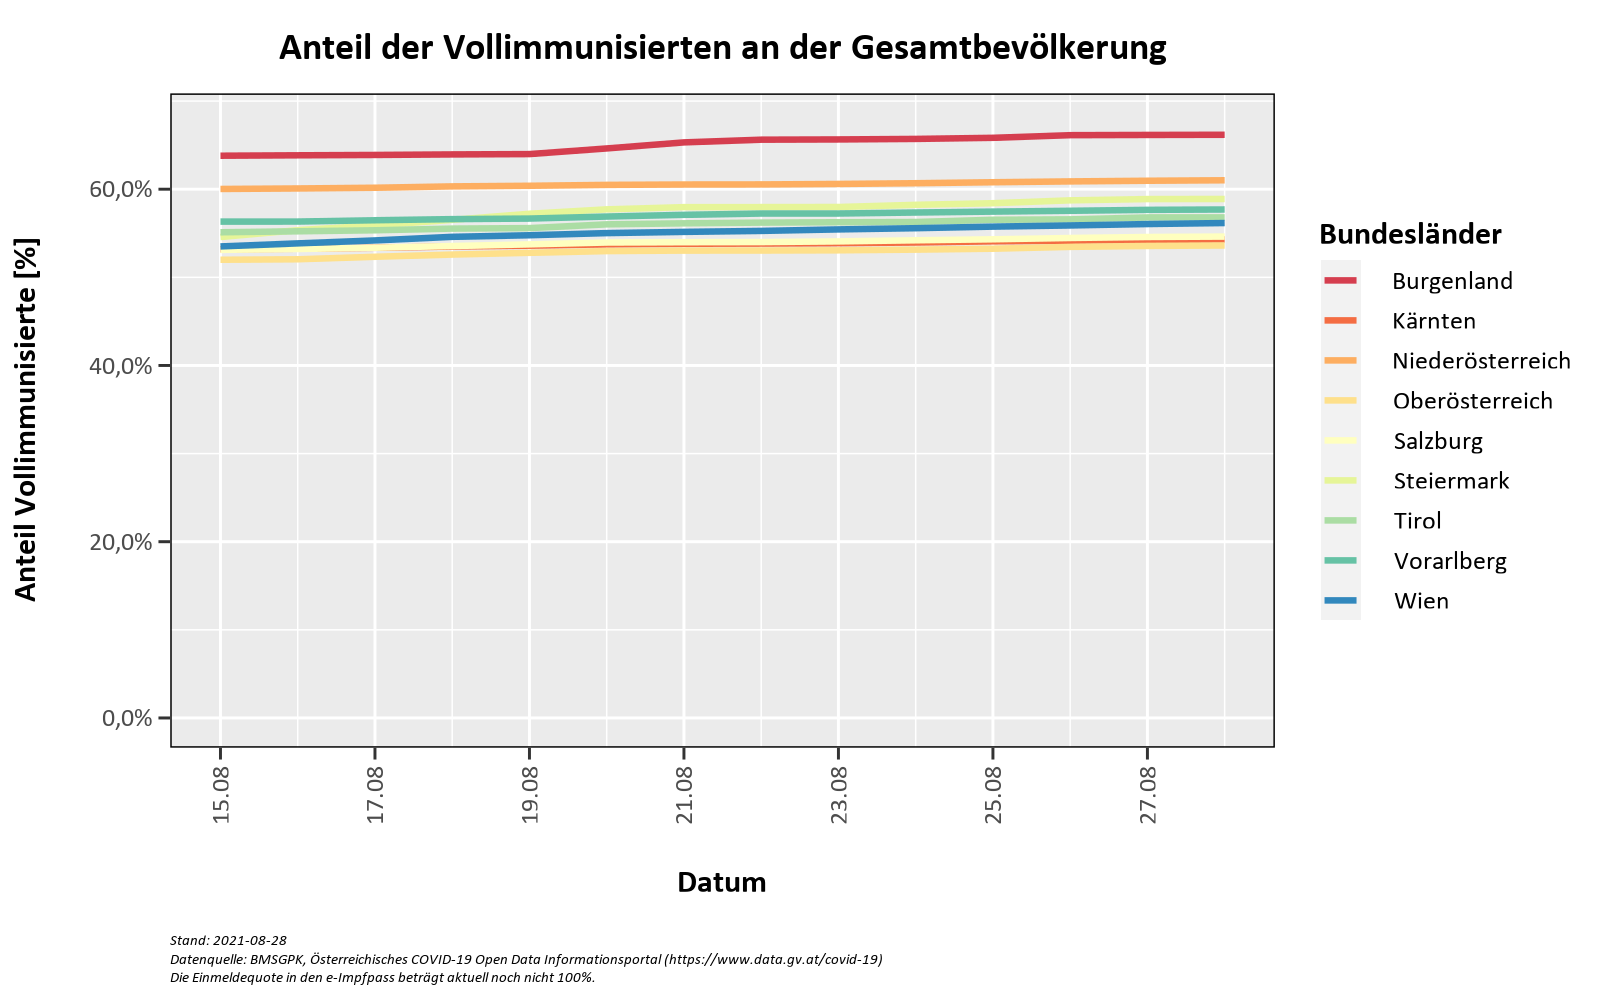 Anteil der Vollimmunisierten an der Gesamtbevölkerung
Anteil Vollimmunisierte [%]
60,0%
40,0%
20,0%
0,0%
15.08
17.08
19.08
21.08
23.08
25.08
27.08
Datum
Bundesländer
Burgenland
Kärnten
Niederösterreich
Oberösterreich
Salzburg
Steiermark
Tirol
Vorarlberg
Wien
Stand: 2021-08-28
Datenquelle: BMSGPK, Österreichisches COVID-19 Open Data Informationsportal (https://www.data.gv.at/covid-19)
Die Einmeldequote in den e-Impfpass beträgt aktuell noch nicht 100%.